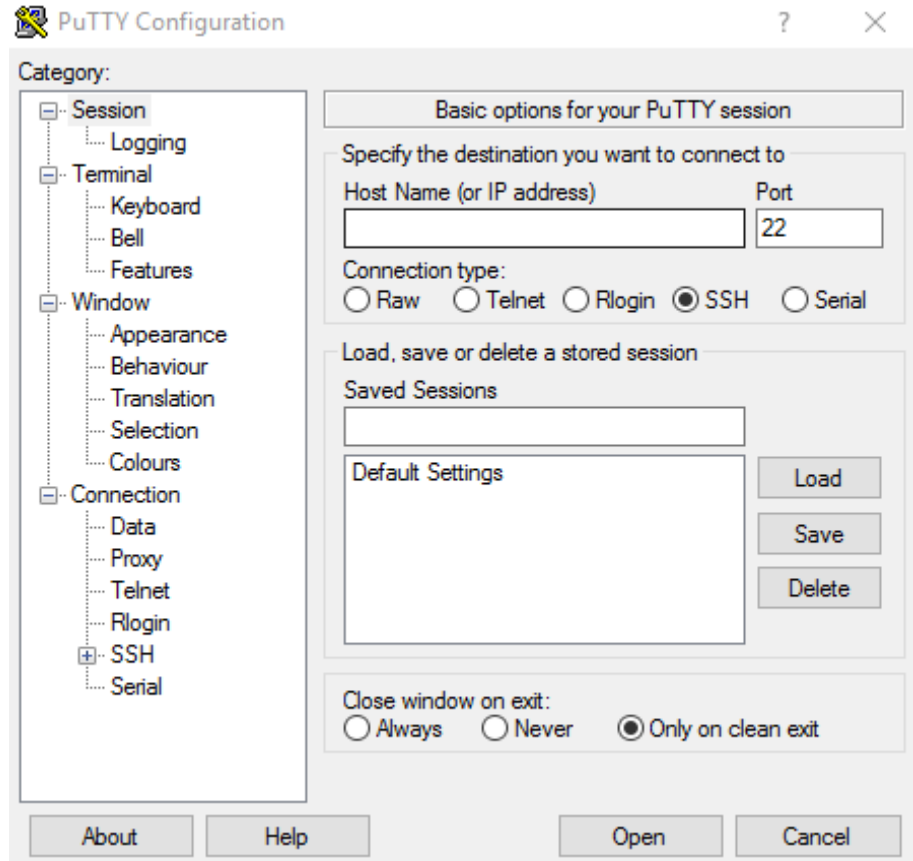 PuTTY Configuration
?
Category:
Session
Logging
Terminal
Keyboard
Bell
Features
Window
Appearance
Behaviour
Translation
Selection
Colours
Connection
Data
Proxy
Telnet
Rlogin
SSH
Serial
Basic options for your PuTTY session
Specify the destination you want to connect to
Host Name (or IP address) Port
22
Connection type:
Raw Telnet Rlogin SSH Serial
Load, save or delete a stored session
Saved Sessions
Default Settings
Load
Save
Delete
Close window on exit:
Always Never Only on clean exit
About Help Open Cancel